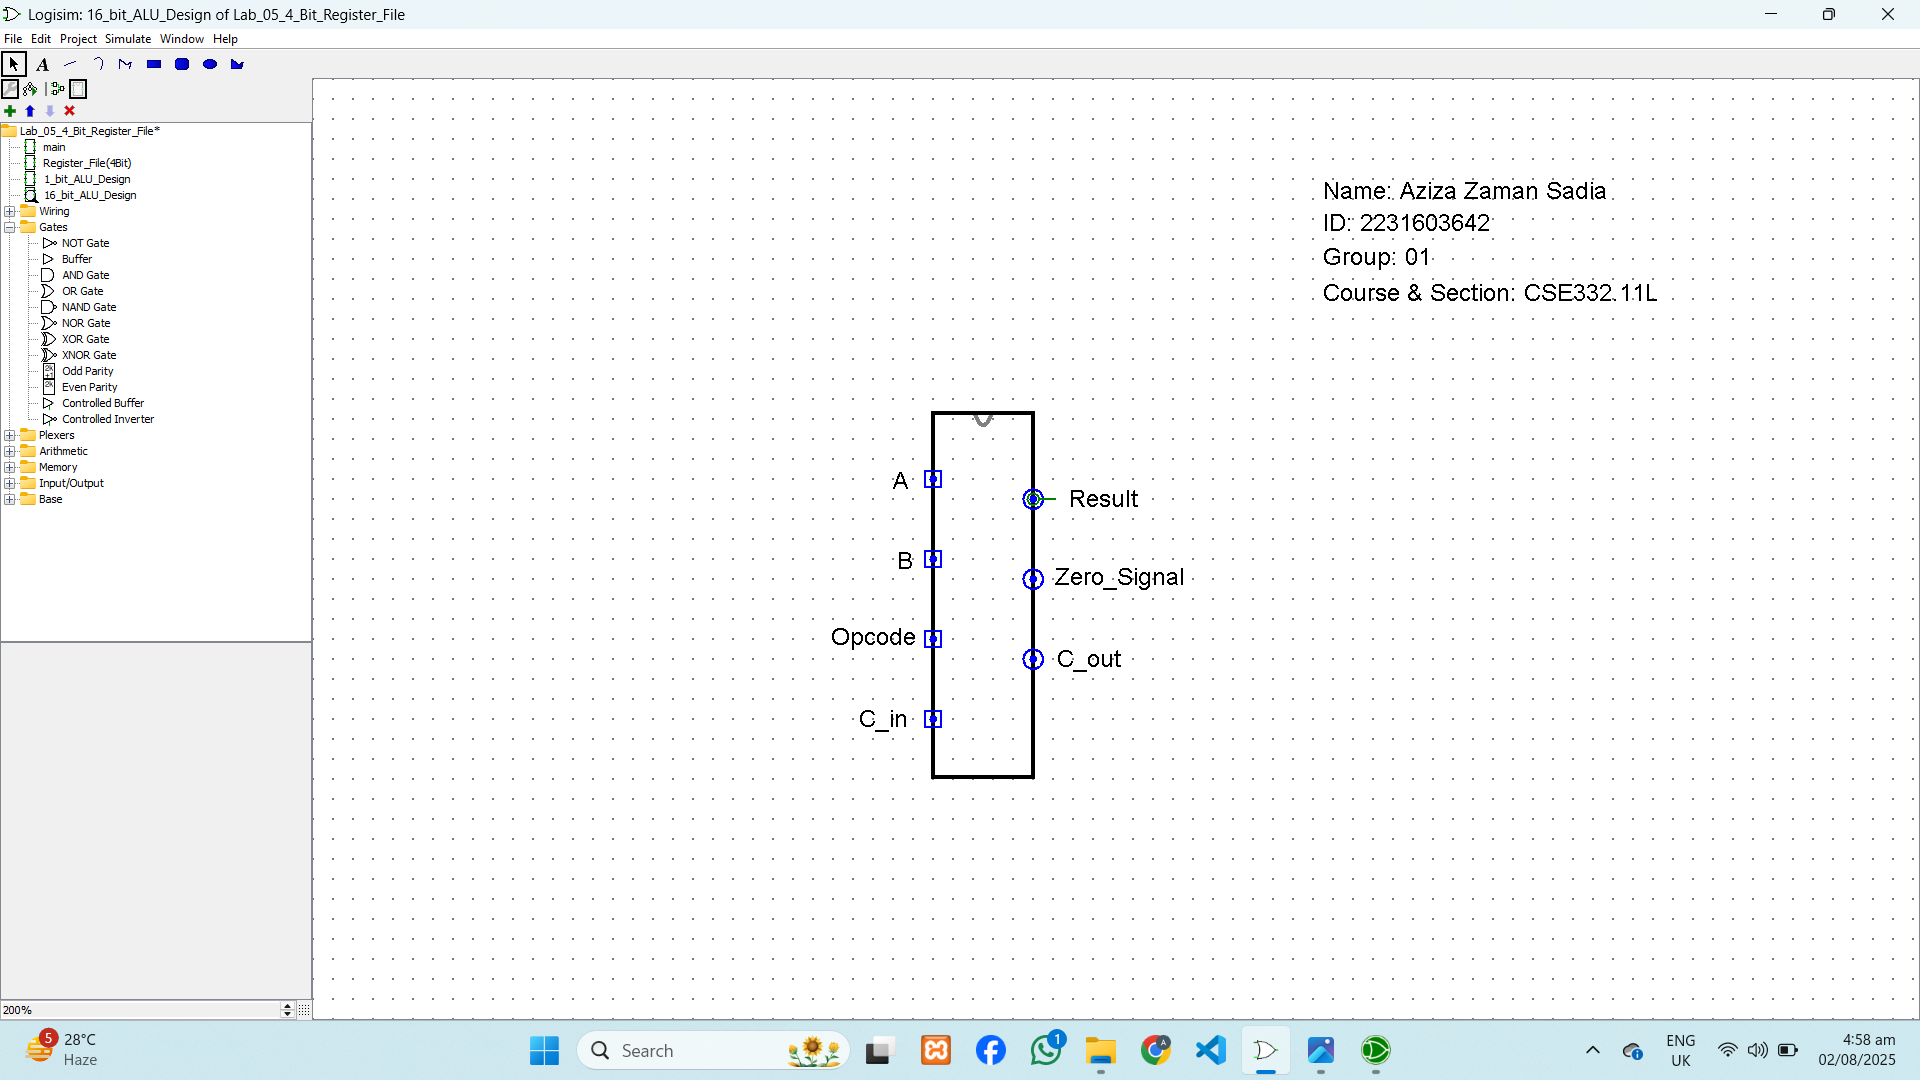 Logisim: 16_bit_ALU_Design of Lab_05_4_Bit_Register_File
File Edit Project Simulate Window Help
A
Lab_05_4_Bit_Register_File*
main
Register_File(4Bit)
1_bit_ALU_Design
16_bit_ALU_Design
Wiring
Gates
NOT Gate
Buffer
AND Gate
OR Gate
NAND Gate
NOR Gate
XOR Gate
XNOR Gate
Odd Parity
Even Parity
Controlled Buffer
Controlled Inverter
Plexers
Arithmetic
Memory
Input/Output
Base
200%
Name: Aziza Zaman Sadia
ID: 2231603642
Group: 01
Course & Section: CSE332.11L
A
B
Opcode
C_in
Result
Zero_Signal
C_out
5
28°C
Haze
Search
1
A
ENG
UK
4:58 am
02/08/2025